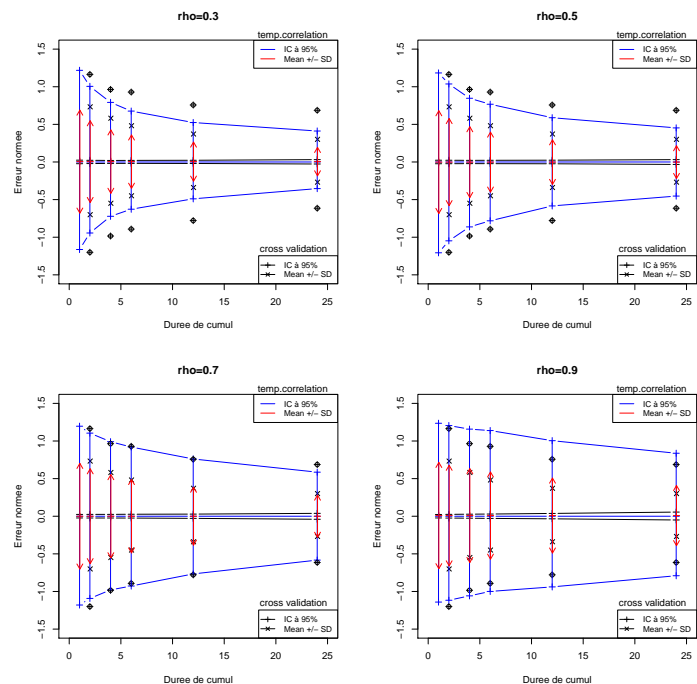 rho=0.3
temp.correlation
IC à 95%
Mean +/− SD
Erreur normee
1.5
1.0
0.5
0.0
−0.5
−1.0
−1.5
cross validation
IC à 95%
Mean +/− SD
0 5 10 15 20 25
Duree de cumul
rho=0.5
temp.correlation
IC à 95%
Mean +/− SD
Erreur normee
1.5
1.0
0.5
0.0
−0.5
−1.0
−1.5
cross validation
IC à 95%
Mean +/− SD
0 5 10 15 20 25
Duree de cumul
rho=0.7
temp.correlation
IC à 95%
Mean +/− SD
Erreur normee
1.5
1.0
0.5
0.0
−0.5
−1.0
−1.5
cross validation
IC à 95%
Mean +/− SD
0 5 10 15 20 25
Duree de cumul
rho=0.9
temp.correlation
IC à 95%
Mean +/− SD
Erreur normee
1.5
1.0
0.5
0.0
−0.5
−1.0
−1.5
cross validation
IC à 95%
Mean +/− SD
0 5 10 15 20 25
Duree de cumul